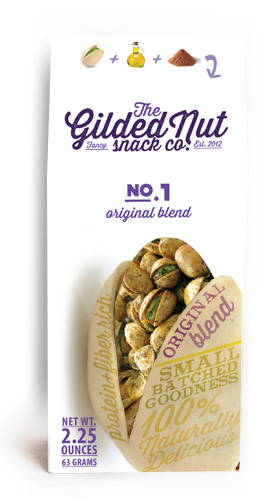 + +
The
Gilded Nut
Fancy snack co. Est. 2012
NO.1
original blend
protein+fiber rich
ORIGINAL
blend
SMALL
BATCHED
GOODNESS
100%
Naturally
Delicious
NET WT.
2.25
OUNCES
63 GRAMS